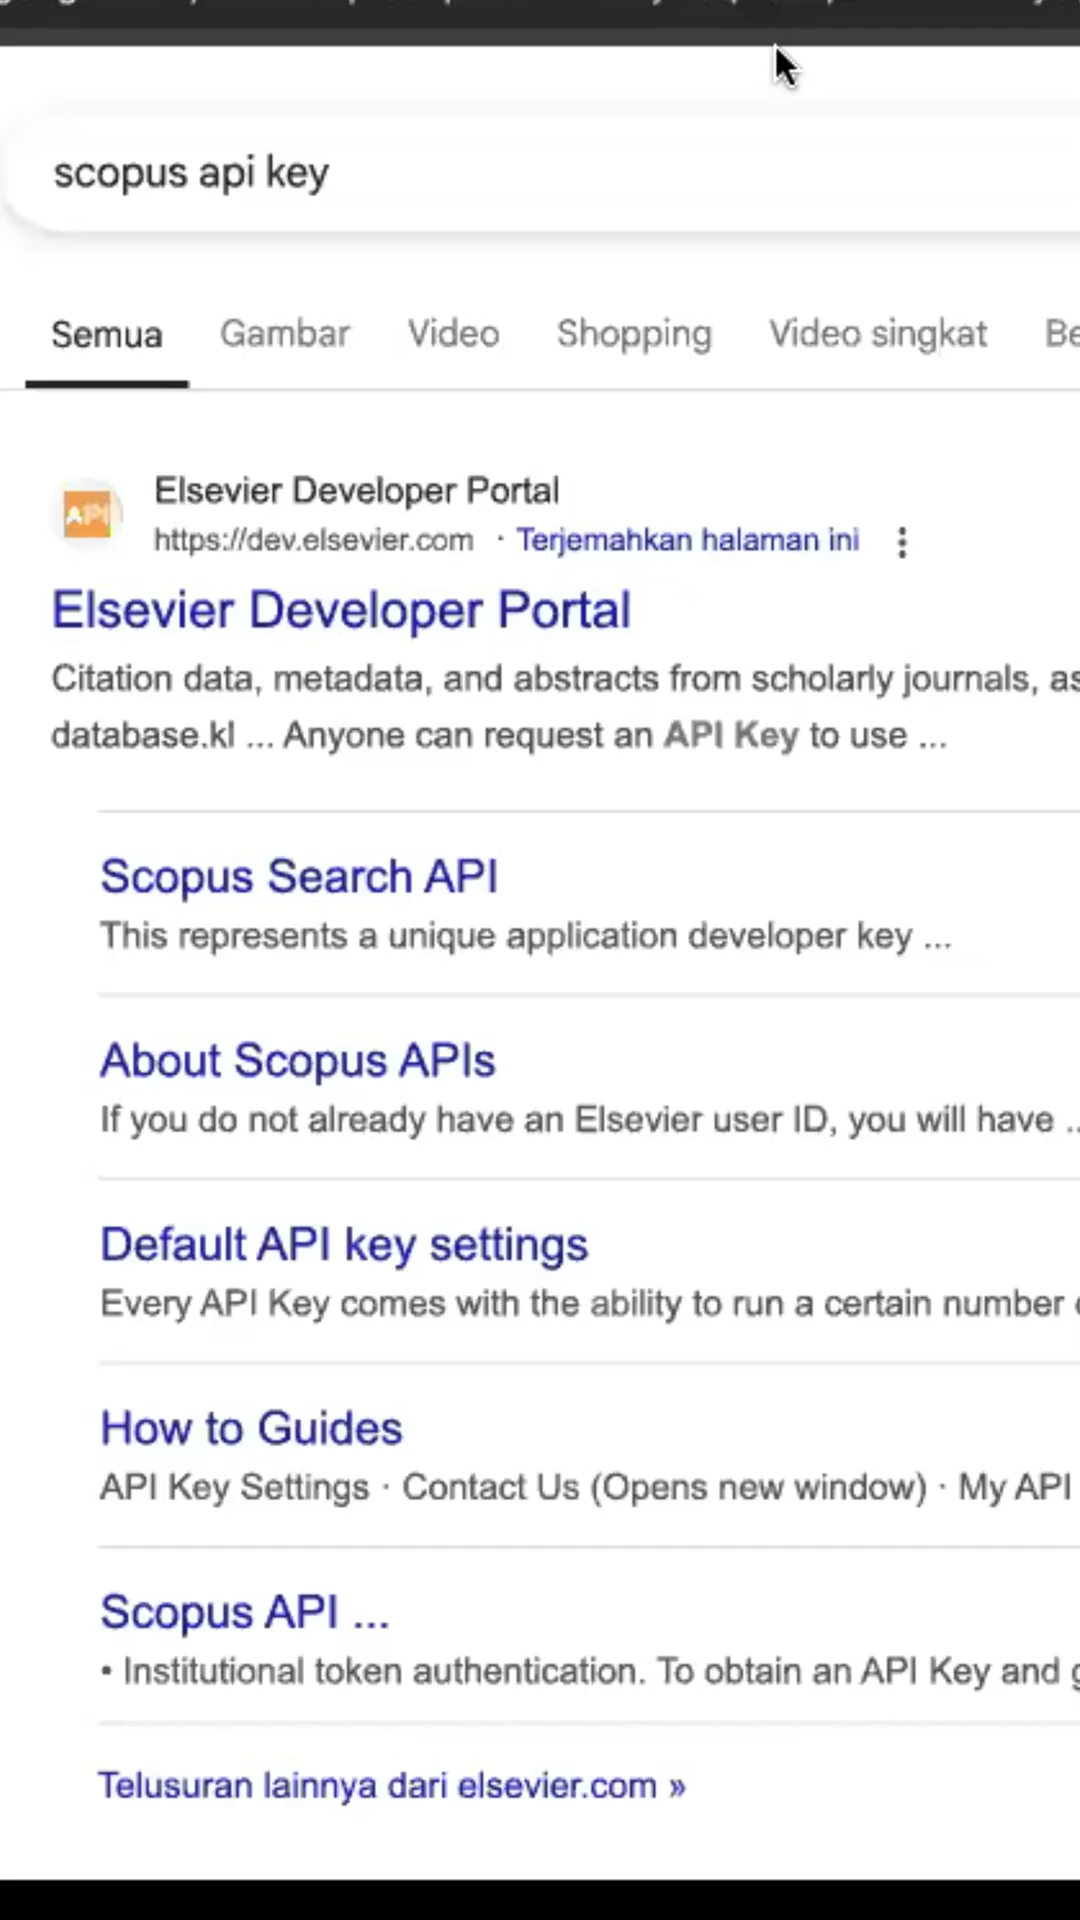 scopus api key
Semua Gambar Video Shopping Video singkat Be
API
Elsevier Developer Portal
https://dev.elsevier.com · Terjemahkan halaman ini
Elsevier Developer Portal
Citation data, metadata, and abstracts from scholarly journals, as
database.kl ... Anyone can request an API Key to use ...
Scopus Search API
This represents a unique application developer key ...
About Scopus APIs
If you do not already have an Elsevier user ID, you will have ..
Default API key settings
Every API Key comes with the ability to run a certain number
How to Guides
API Key Settings · Contact Us (Opens new window) · My API
Scopus API ...
• Institutional token authentication. To obtain an API Key and
Telusuran lainnya dari elsevier.com »